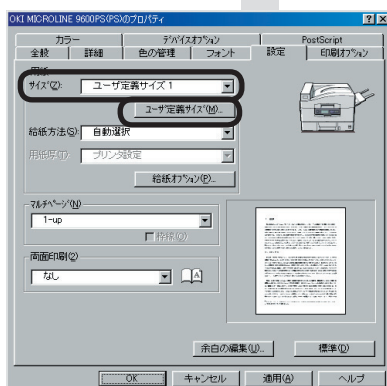 OKI MICROLINE 9600PS(PS)のプロパティ
カラー デバイスオプション PostScript
全般 詳細 色の管理 フォント 設定 印刷オプション
用紙
サイズ(Z): ユーザ定義サイズ 1
ユーザ定義サイズ(M)...
給紙方法(S): 自動選択
用紙厚(T): プリンタ設定
給紙オプション(P)...
マルチページ(N)
1-up
枠線(O)
両面印刷(2)
なし
A
余白の編集(U)... 標準(D)
OK キャンセル 適用(A) ヘルプ